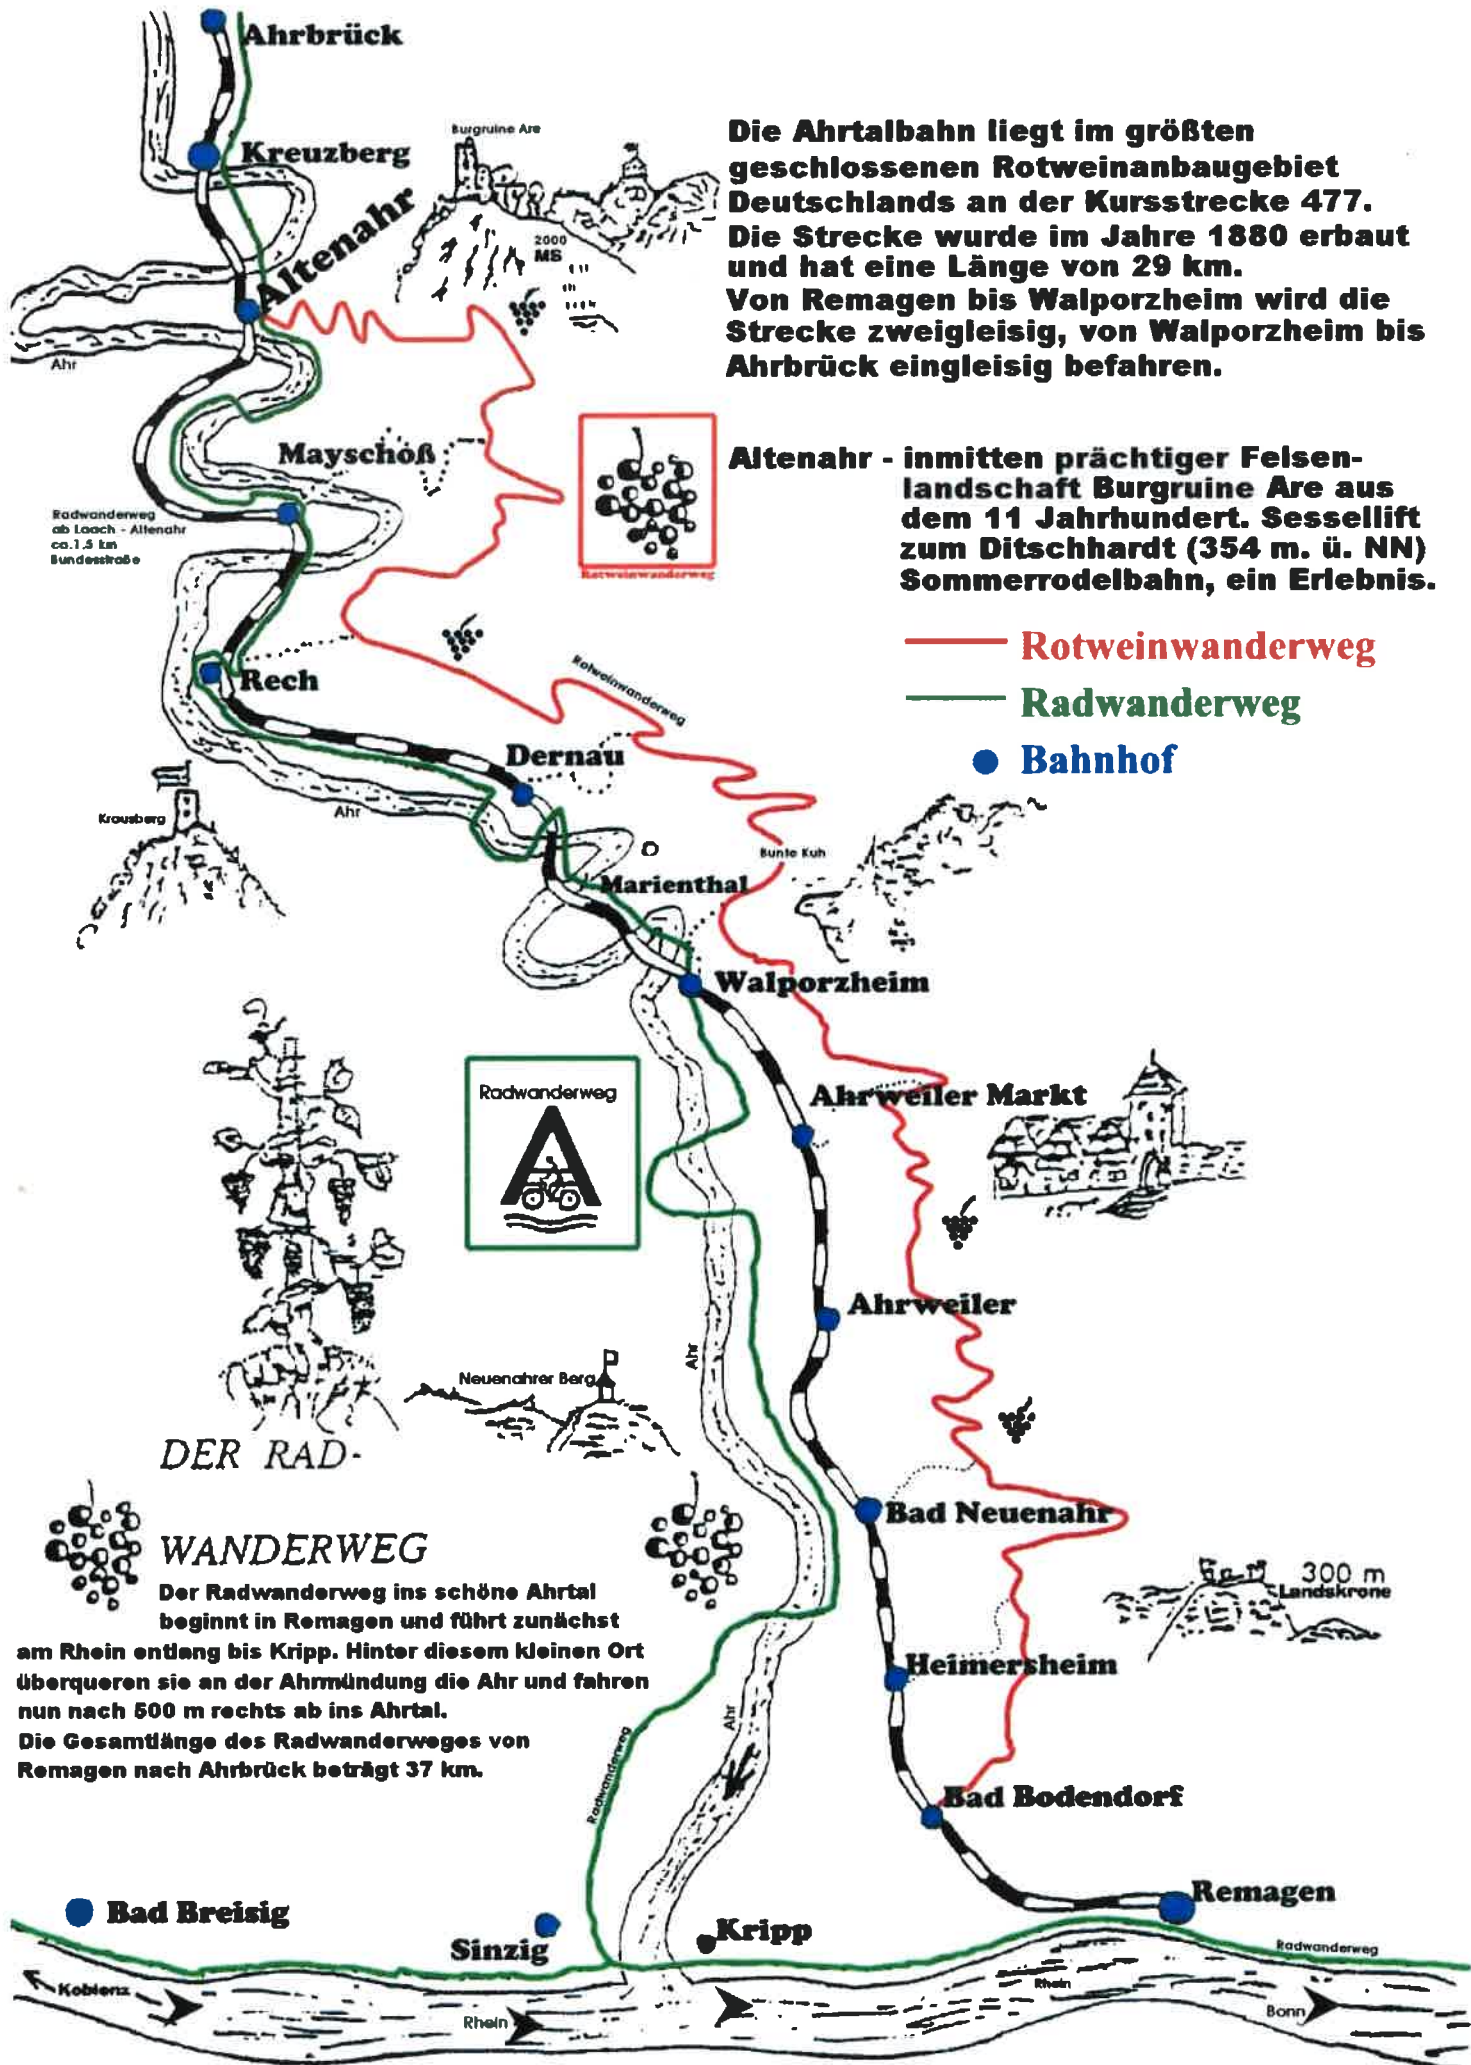 Ahrbrück
Kreuzberg
Altenahr
Burgruine Are
2000
MS
Die Ahrtalbahn liegt im größten
geschlossenen Rotweinanbaugebiet
Deutschlands an der Kursstrecke 477.
Die Strecke wurde im Jahre 1880 erbaut
und hat eine Länge von 29 km.
Von Remagen bis Walporzheim wird die
Strecke zweigleisig, von Walporzheim bis
Ahrbrück eingleisig befahren.
Ahr
Mayschoß
Radwanderweg
ab Laach - Altenahr
ca.1,5 km
Bundesstraße
Rotweinwanderweg
Altenahr - inmitten prächtiger Felsen-
landschaft Burgruine Are aus
dem 11 Jahrhundert. Sessellift
zum Ditschhardt (354 m. ü. NN)
Sommerrodelbahn, ein Erlebnis.
Rotweinwanderweg
Radwanderweg
Bahnhof
Rech
Rotweinwanderweg
Dernau
Krausberg
Ahr
Bunte Kuh
Marienthal
Walporzheim
Radwanderweg
Ahrweiler Markt
Ahrweiler
Ahr
Neuenahrer Berg
DER RAD-
WANDERWEG
Der Radwanderweg ins schöne Ahrtal
beginnt in Remagen und führt zunächst
am Rhein entlang bis Kripp. Hinter diesem kleinen Ort
überqueren sie an der Ahrmündung die Ahr und fahren
nun nach 500 m rechts ab ins Ahrtal.
Die Gesamtlänge des Radwanderweges von
Remagen nach Ahrbrück beträgt 37 km.
Bad Neuenahr
300 m
Landskrone
Heimersheim
Ahr
Radwanderweg
Bad Bodendorf
Remagen
Bad Breisig
Sinzig
Kripp
Radwanderweg
Koblenz
Rhein
Rhein
Bonn